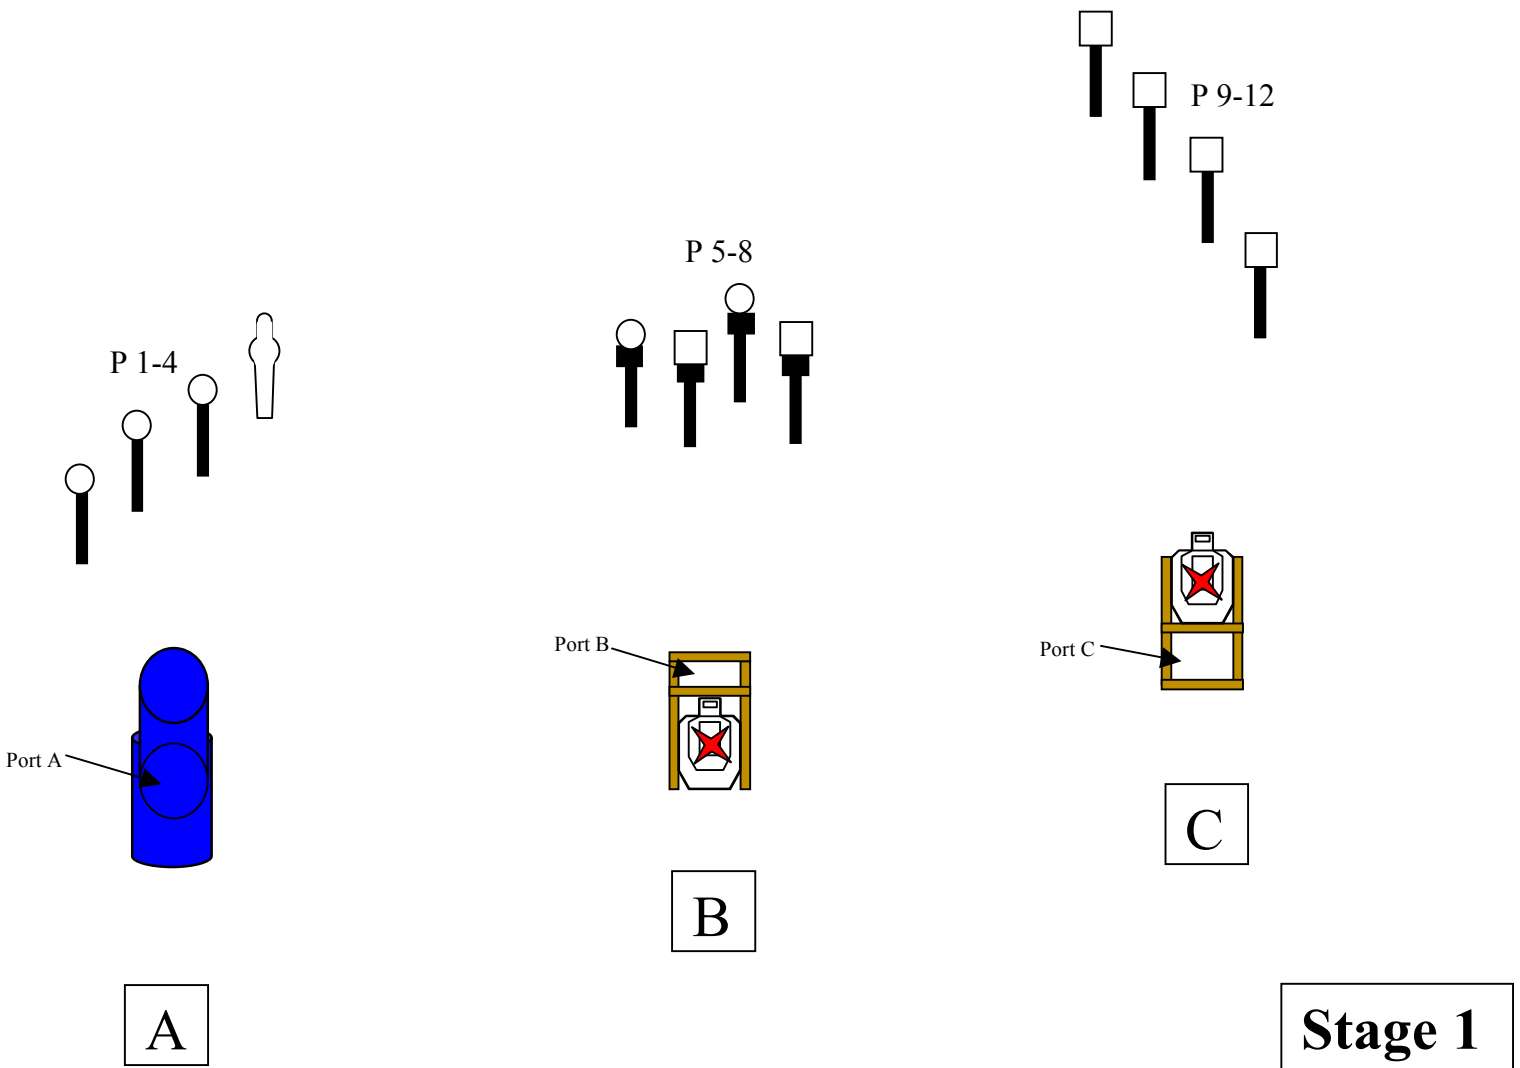 P 9-12
P 5-8
P 1-4
Port B
Port C
Port A
C
B
A
Stage 1